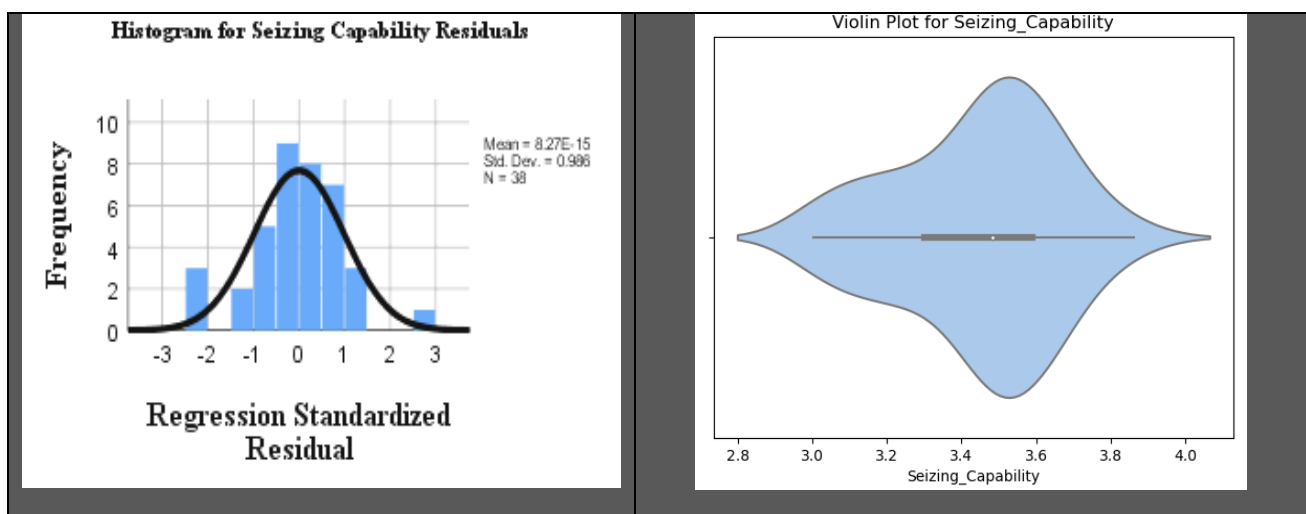 Histogram for Seizing Capability Residuals
Frequency
10
8
6
4
2
0
-3 -2 -1 0 1 2 3
Mean = 8.27E-15
Std. Dev. = 0.986
N = 38
Regression Standardized
Residual
Violin Plot for Seizing_Capability
2.8 3.0 3.2 3.4 3.6 3.8 4.0
Seizing_Capability